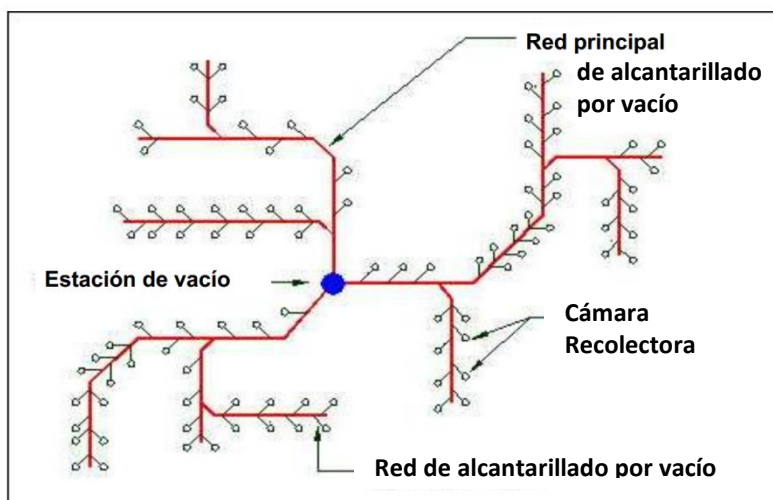 Red principal
de alcantarillado
por vacío
Estación de vacío
Cámara
Recolectora
Red de alcantarillado por vacío